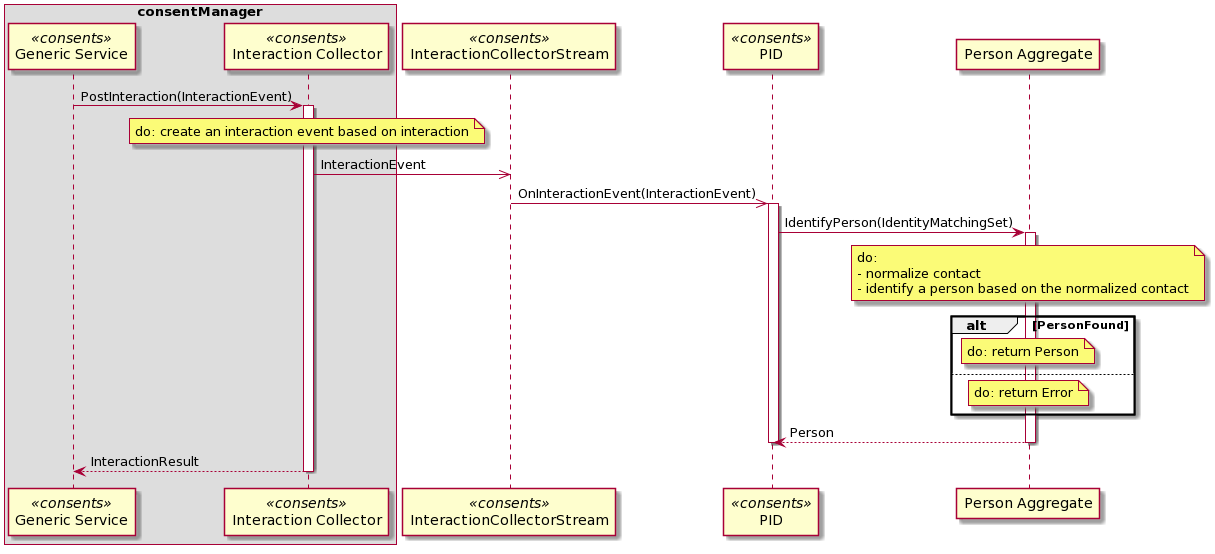 consentManager
«consents»
Generic Service
«consents»
Interaction Collector
«consents»
InteractionCollectorStream
«consents»
PID
Person Aggregate
PostInteraction(InteractionEvent)
do: create an interaction event based on interaction
InteractionEvent
OnInteractionEvent(InteractionEvent)
IdentifyPerson(IdentityMatchingSet)
do:
- normalize contact
- identify a person based on the normalized contact
alt [PersonFound]
do: return Person
do: return Error
Person
InteractionResult
«consents»
Generic Service
«consents»
Interaction Collector
«consents»
InteractionCollectorStream
«consents»
PID
Person Aggregate